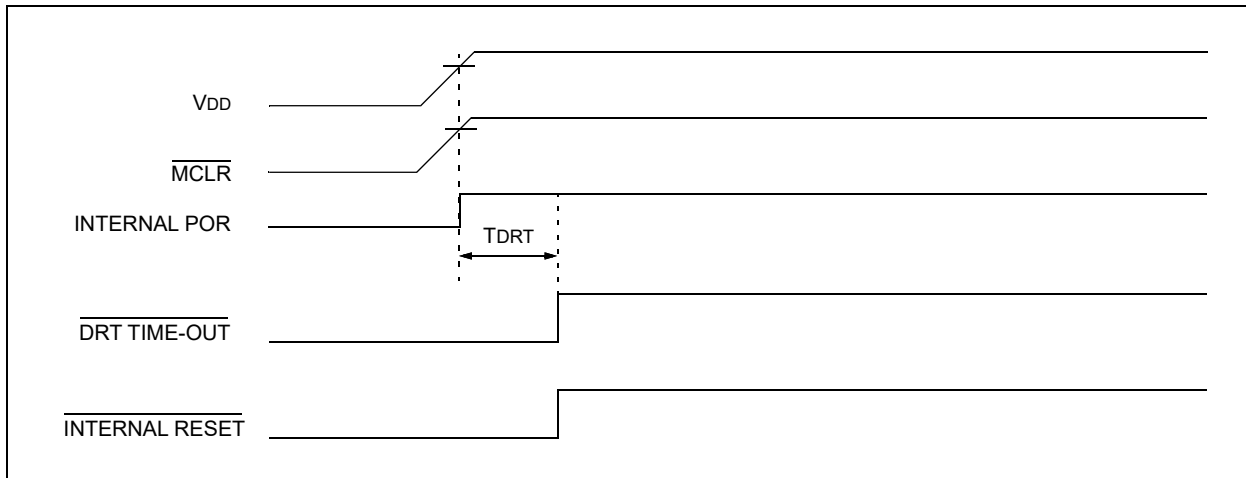 VDD
MCLR
INTERNAL POR
TDRT
DRT TIME-OUT
INTERNAL RESET